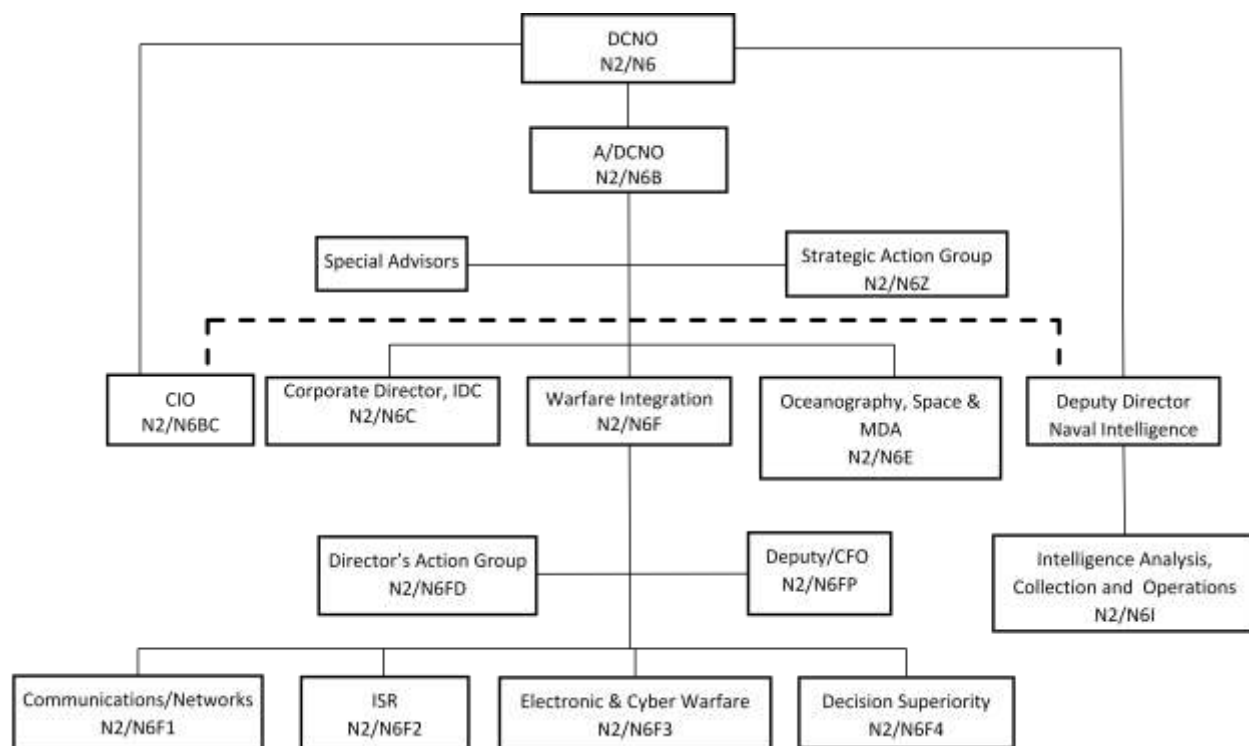 DCNO
N2/N6
A/DCNO
N2/N6B
Special Advisors
Strategic Action Group
N2/N6Z
CIO
N2/N6BC
Corporate Director, IDC
N2/N6C
Warfare Integration
N2/N6F
Oceanography, Space &
MDA
N2/N6E
Deputy Director
Naval Intelligence
Director's Action Group
N2/N6FD
Deputy/CFO
N2/N6FP
Intelligence Analysis,
Collection and Operations
N2/N6I
Communications/Networks
N2/N6F1
ISR
N2/N6F2
Electronic & Cyber Warfare
N2/N6F3
Decision Superiority
N2/N6F4